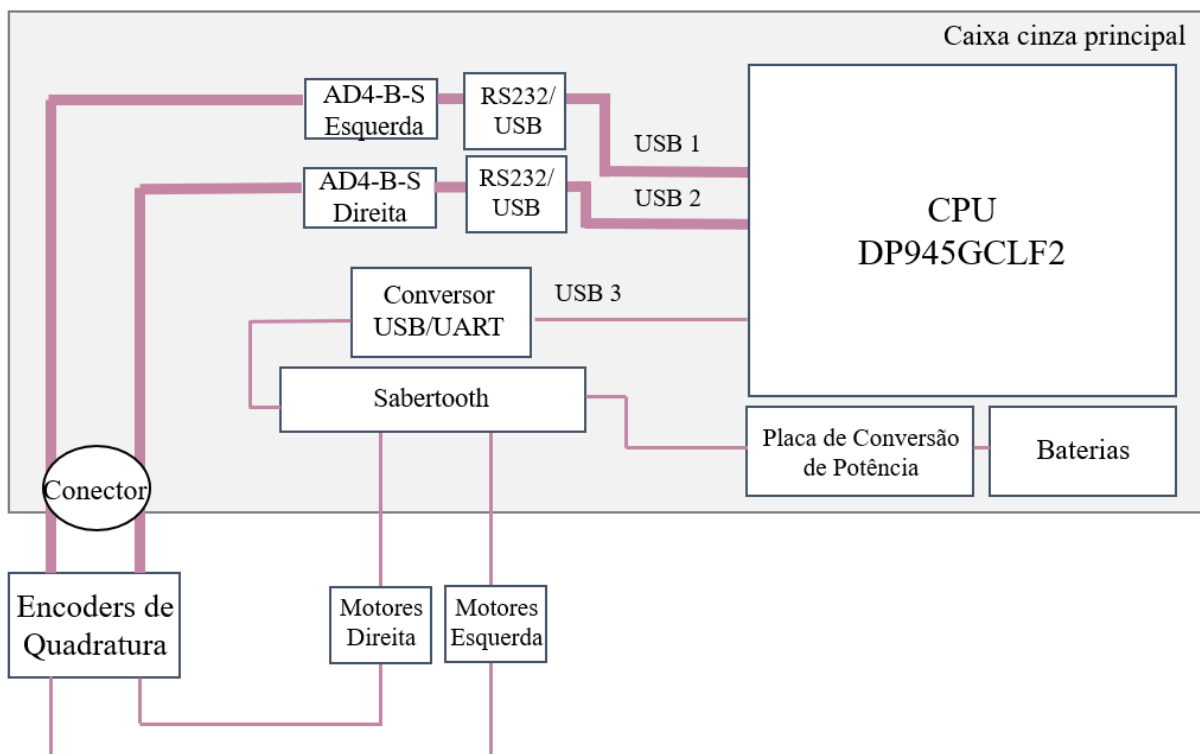 Caixa cinza principal
AD4-B-S
Esquerda
RS232/
USB
USB 1
AD4-B-S
Direita
RS232/
USB
USB 2
CPU
DP945GCLF2
Conversor
USB/UART
USB 3
Sabertooth
Placa de Conversão
de Potência
Baterias
Conector
Encoders de
Quadratura
Motores
Direita
Motores
Esquerda